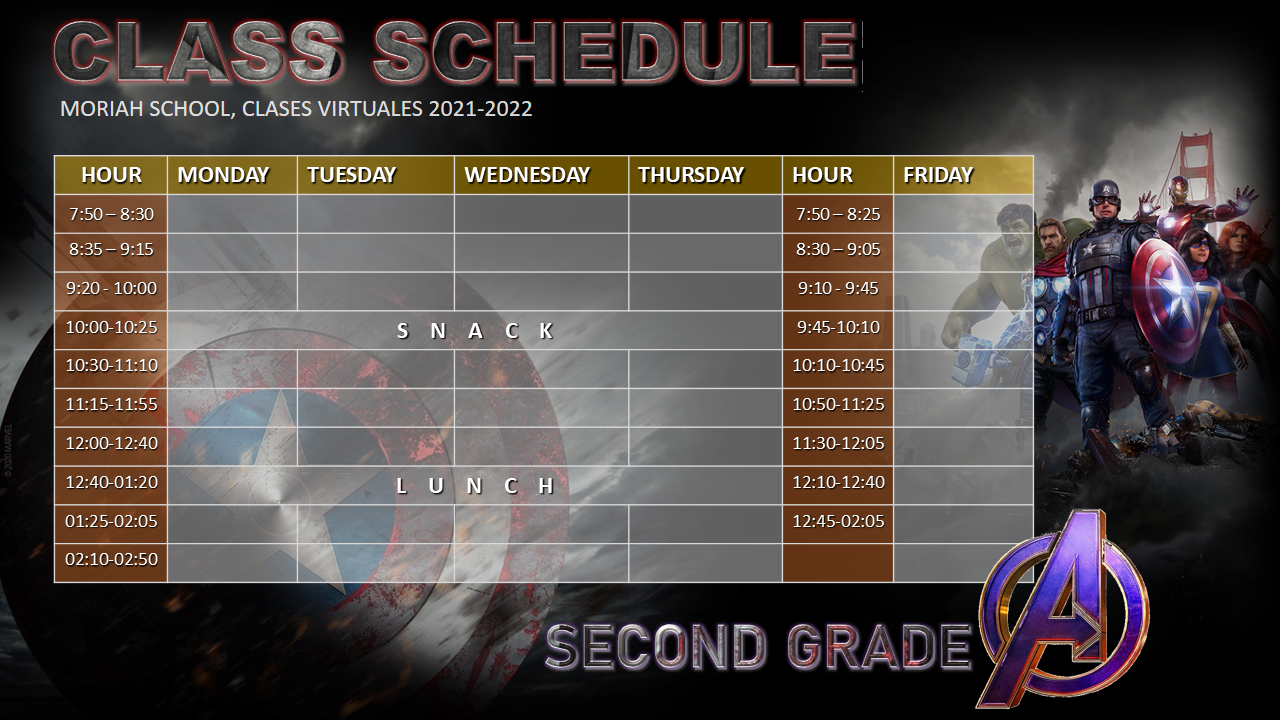 CLASS SCHEDULE
MORIAH SCHOOL, CLASES VIRTUALES 2021-2022
HOUR MONDAY TUESDAY WEDNESDAY THURSDAY HOUR FRIDAY
7:50 – 8:30 7:50 – 8:25
8:35 – 9:15 8:30 – 9:05
9:20 - 10:00 9:10 - 9:45
10:00-10:25 S N A C K 9:45-10:10
10:30-11:10 10:10-10:45
11:15-11:55 10:50-11:25
12:00-12:40 11:30-12:05
12:40-01:20 L U N C H 12:10-12:40
01:25-02:05 12:45-02:05
02:10-02:50
© 2020 MARVEL
SECOND GRADE